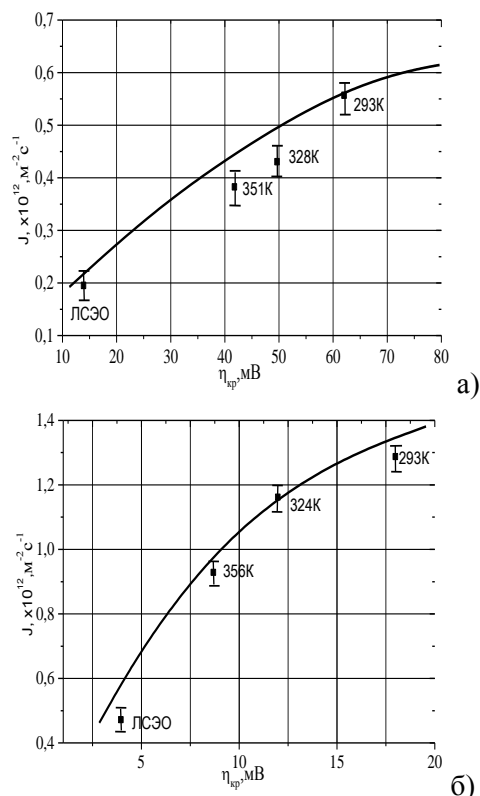 0,7
0,6
0,5
0,4
0,3
0,2
0,1
J, x10¹²,м⁻²с⁻¹
293K
328K
351K
ЛСЭО
10 20 30 40 50 60 70 80
ηкр,мВ
а)
1,4
1,2
1,0
0,8
0,6
0,4
J, x10¹²,м⁻²с⁻¹
293K
324K
356K
ЛСЭО
5 10 15 20
ηкр,мВ
б)